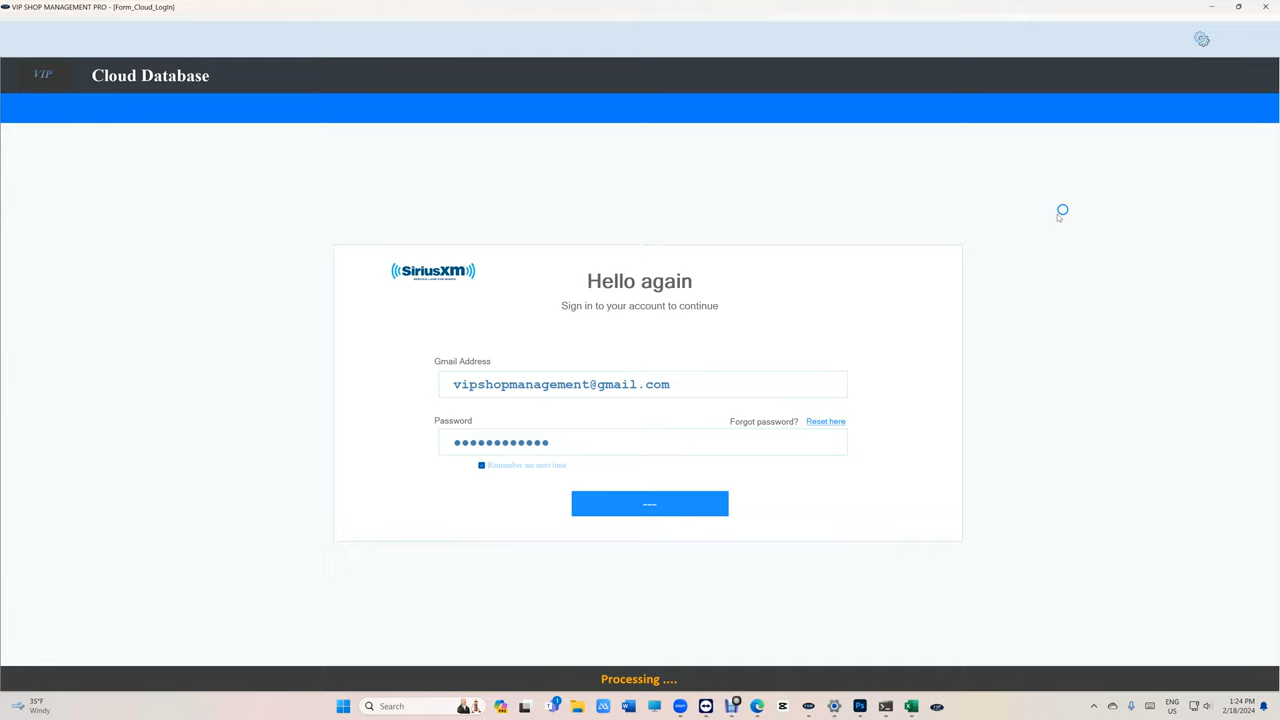 VIP SHOP MANAGEMENT PRO - [Form_Cloud_LogIn]
VIP
Cloud Database
((SiriusXM))
Hello again
Sign in to your account to continue
Gmail Address
vipshopmanagement@gmail.com
Password
Forgot password? Reset here
Remember me next time
---
Processing ....
35°F
Windy
Search
ENG
US
1:24 PM
2/18/2024